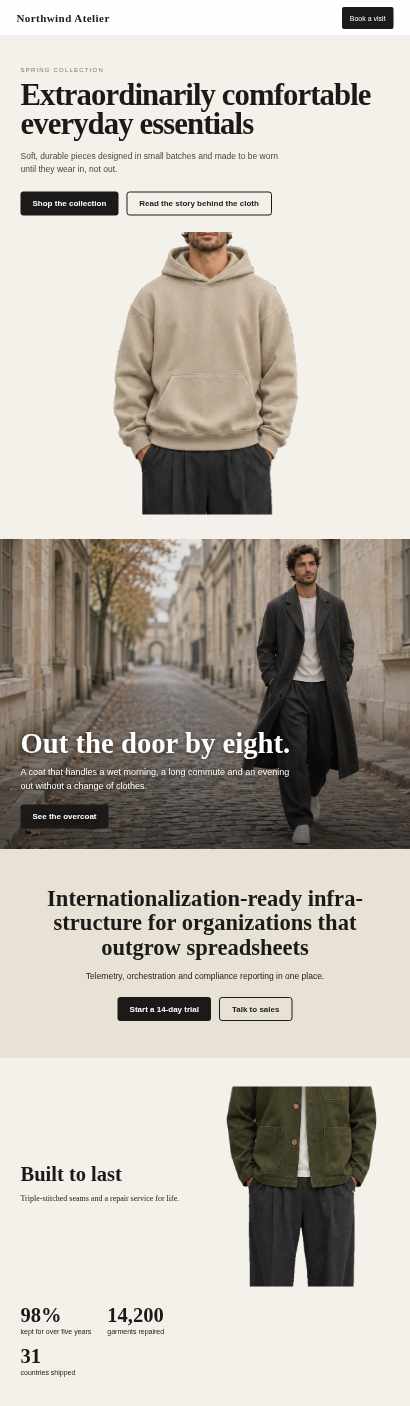 Northwind Atelier
Book a visit
SPRING COLLECTION
Extraordinarily comfortable
everyday essentials
Soft, durable pieces designed in small batches and made to be worn
until they wear in, not out.
Shop the collection
Read the story behind the cloth
Out the door by eight.
A coat that handles a wet morning, a long commute and an evening
out without a change of clothes.
See the overcoat
Internationalization-ready infra-
structure for organizations that
outgrow spreadsheets
Telemetry, orchestration and compliance reporting in one place.
Start a 14-day trial
Talk to sales
Built to last
Triple-stitched seams and a repair service for life.
98%
kept for over five years
14,200
garments repaired
31
countries shipped